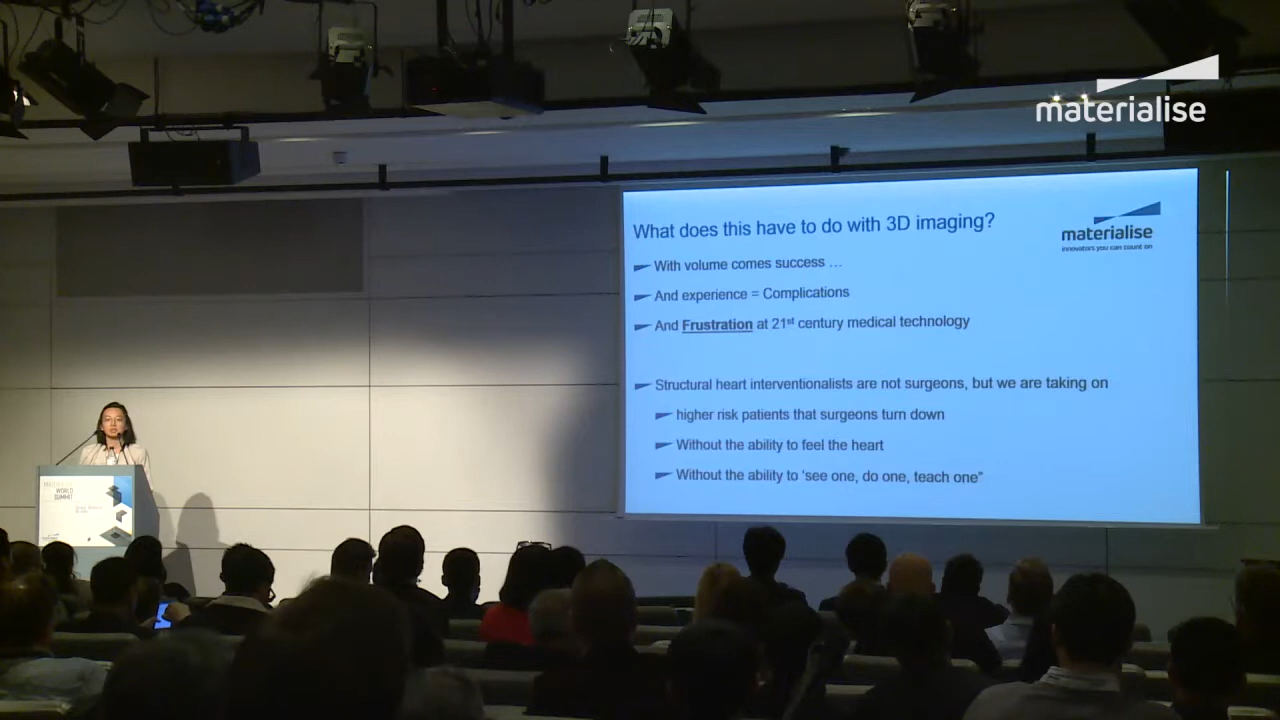 materialise
What does this have to do with 3D imaging?
materialise
innovators you can count on
With volume comes success …
And experience = Complications
And Frustration at 21st century medical technology
Structural heart interventionalists are not surgeons, but we are taking on
higher risk patients that surgeons turn down
Without the ability to feel the heart
Without the ability to 'see one, do one, teach one"
WORLD
SUMMIT